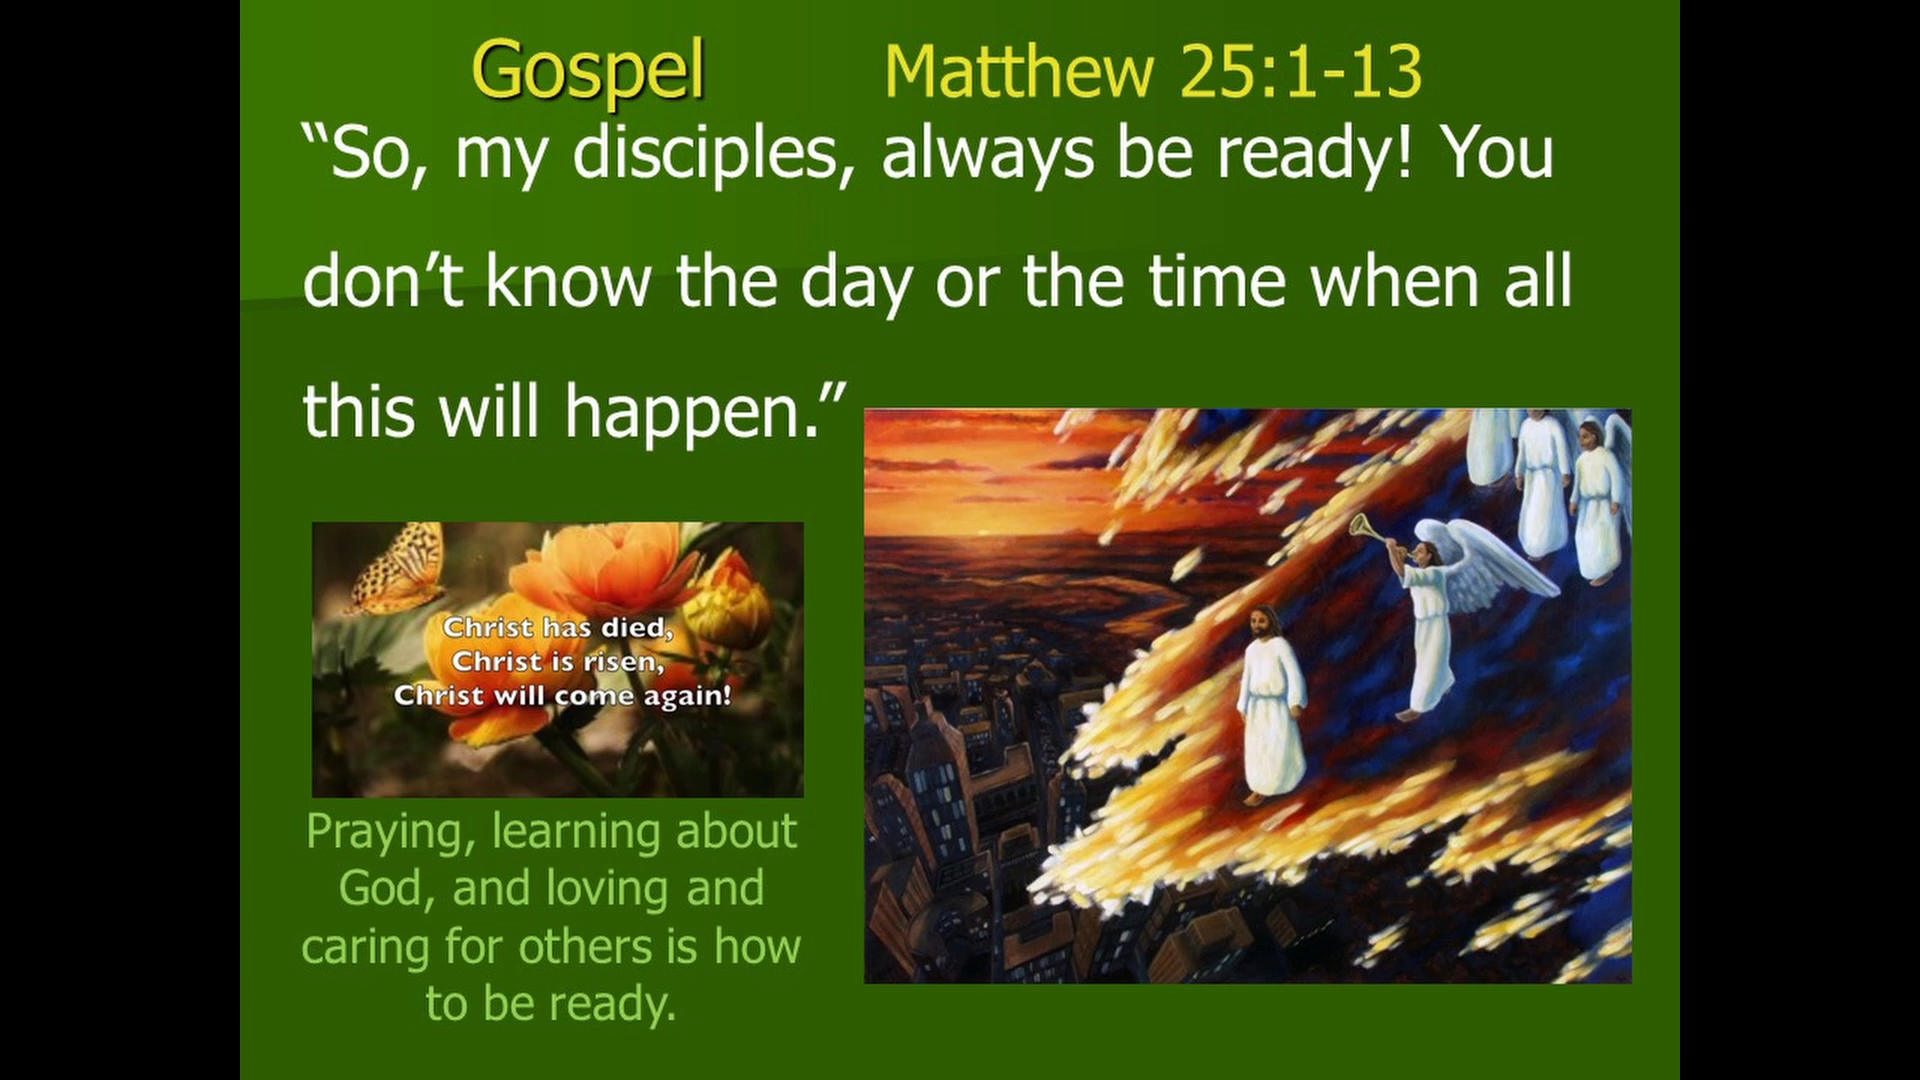 Gospel Matthew 25:1-13
“So, my disciples, always be ready! You
don’t know the day or the time when all
this will happen.”
Christ has died,
Christ is risen,
Christ will come again!
Praying, learning about
God, and loving and
caring for others is how
to be ready.